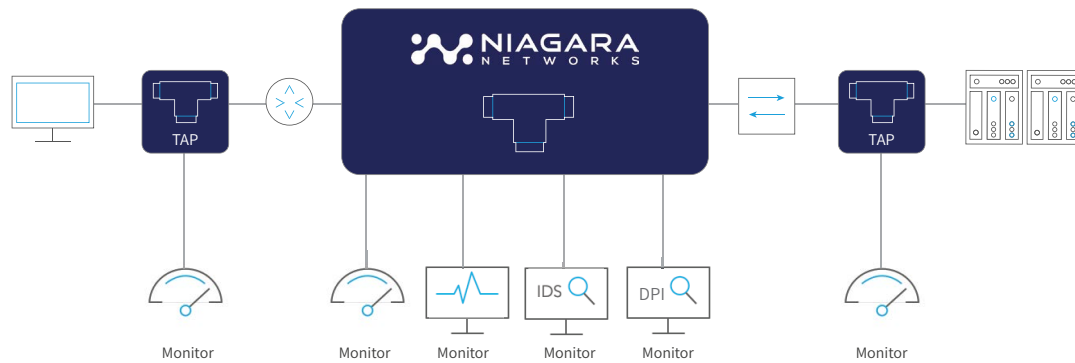 NIAGARA
NETWORKS
TAP
TAP
IDS
DPI
Monitor
Monitor
Monitor
Monitor
Monitor
Monitor